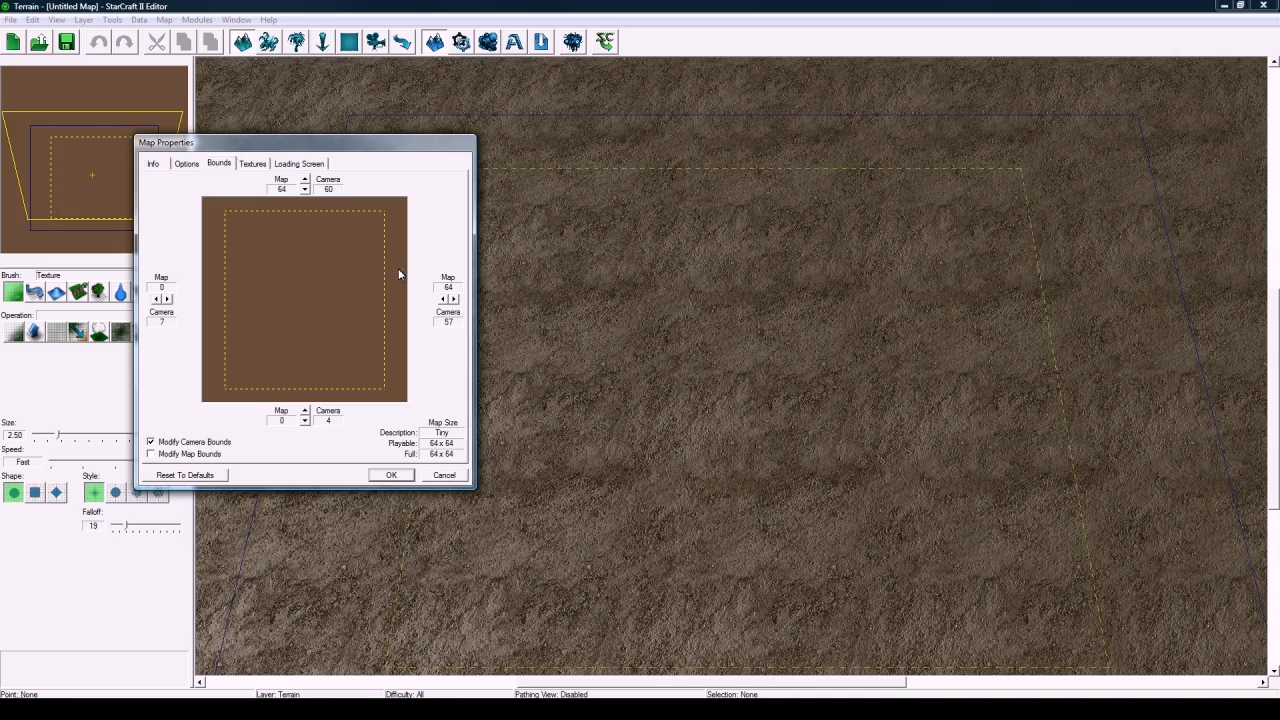 Terrain - [Untitled Map] - StarCraft II Editor
File Edit View Layer Tools Data Map Modules Window Help
Map Properties
Info Options Bounds Textures Loading Screen
Map Camera
64 60
Map Map
0 64
Camera Camera
7 57
Map Camera
0 4
Map Size
Description: Tiny
Playable: 64 x 64
Full: 64 x 64
Modify Camera Bounds
Modify Map Bounds
Reset To Defaults OK Cancel
Brush: Texture
Operation:
Size:
2.50
Speed:
Fast
Shape: Style:
Falloff:
19
Point: None Layer: Terrain Difficulty: All Pathing View: Disabled Selection: None